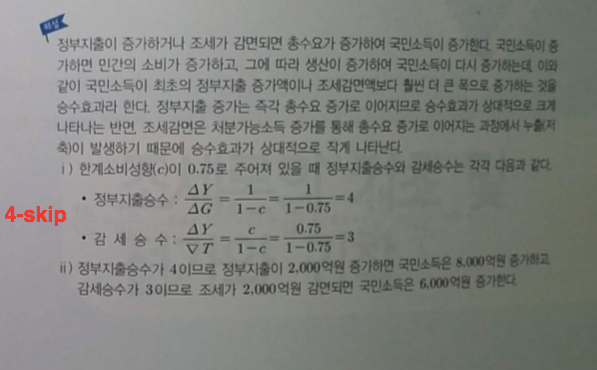 해설
정부지출이 증가하거나 조세가 감면되면 총수요가 증가하여 국민소득이 증가한다. 국민소득이 증
가하면 민간의 소비가 증가하고, 그에 따라 생산이 증가하여 국민소득이 다시 증가하는데, 이와
같이 국민소득이 최초의 정부지출 증가액이나 조세감면액보다 훨씬 더 큰 폭으로 증가하는 것을
승수효과라 한다. 정부지출 증가는 즉각 총수요 증가로 이어지므로 승수효과가 상대적으로 크게
나타나는 반면, 조세감면은 처분가능소득 증가를 통해 총수요 증가로 이어지는 과정에서 누출(저
축)이 발생하기 때문에 승수효과가 상대적으로 작게 나타난다.
ⅰ) 한계소비성향(c)이 0.75로 주어져 있을 때 정부지출승수와 감세승수는 각각 다음과 같다.
• 정부지출승수 : ΔY/ΔG = 1/(1−c) = 1/(1−0.75) = 4
4-skip
• 감 세 승 수 : ΔY/∇T = c/(1−c) = 0.75/(1−0.75) = 3
ⅱ) 정부지출승수가 4이므로 정부지출이 2,000억원 증가하면 국민소득은 8,000억원 증가하고,
감세승수가 3이므로 조세가 2,000억원 감면되면 국민소득은 6,000억원 증가한다.